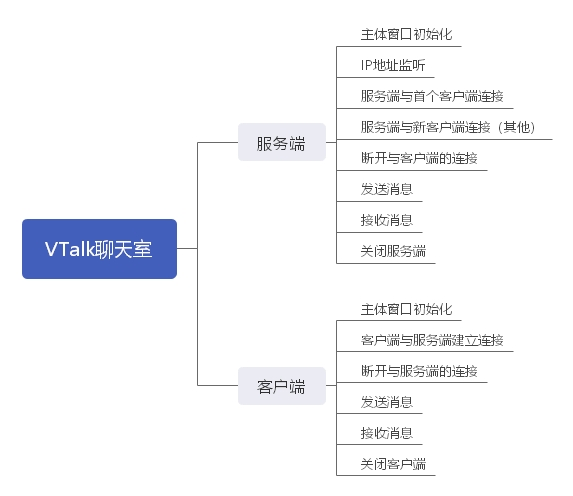 VTalk聊天室
服务端
主体窗口初始化
IP地址监听
服务端与首个客户端连接
服务端与新客户端连接（其他）
断开与客户端的连接
发送消息
接收消息
关闭服务端
客户端
主体窗口初始化
客户端与服务端建立连接
断开与服务端的连接
发送消息
接收消息
关闭客户端